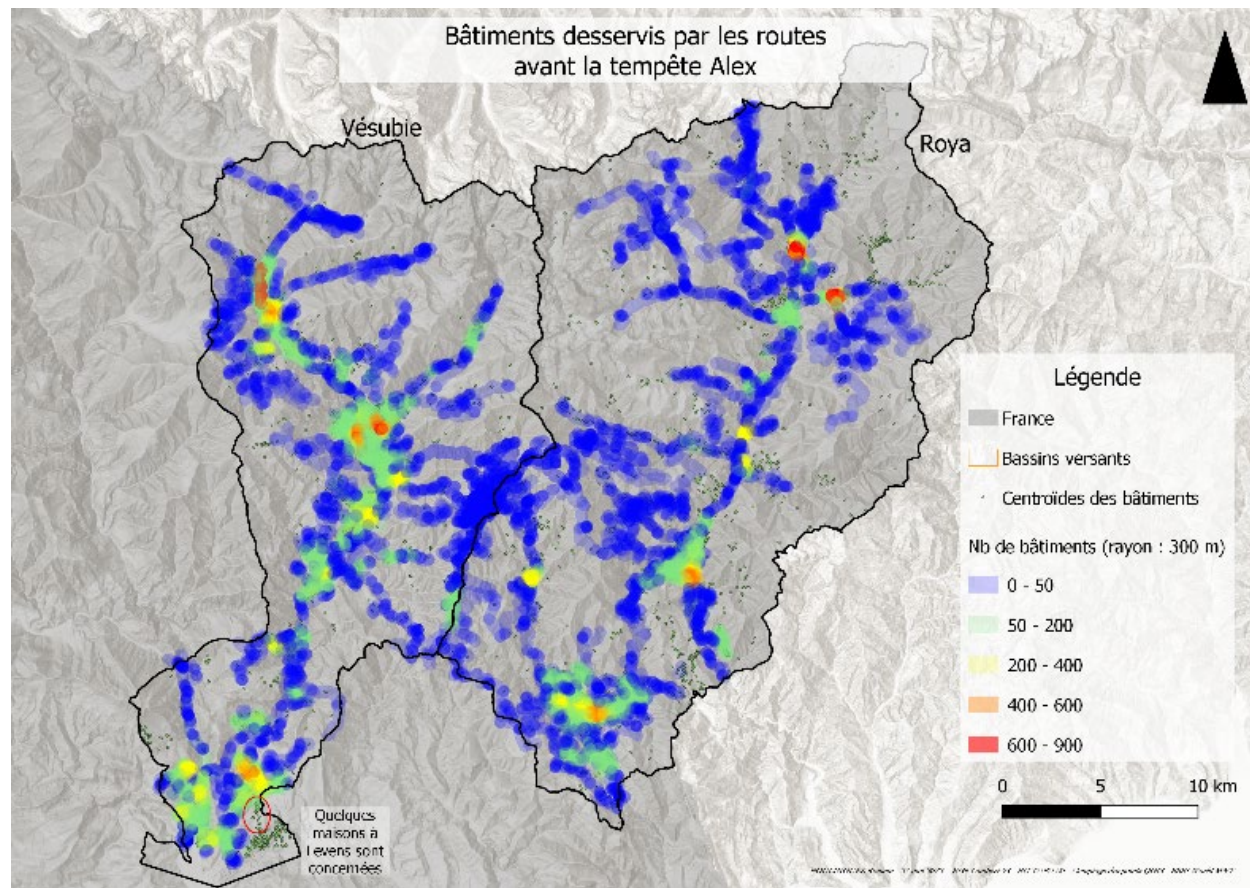 Bâtiments desservis par les routes
avant la tempête Alex
Vésubie
Roya
Légende
France
Bassins versants
Centroïdes des bâtiments
Nb de bâtiments (rayon : 300 m)
0 - 50
50 - 200
200 - 400
400 - 600
600 - 900
0 5 10 km
Quelques
maisons à
Levens sont
concernées